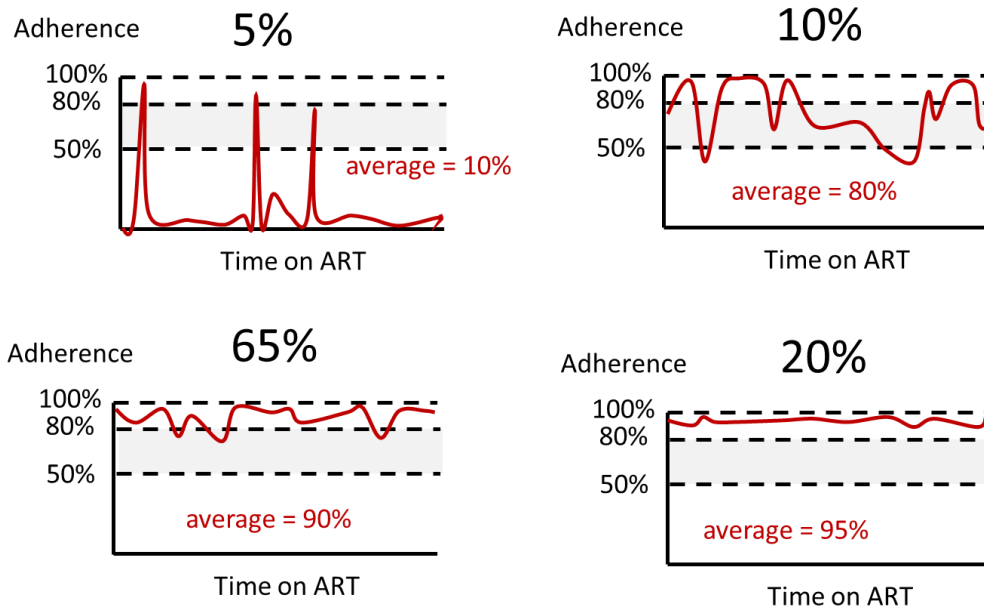 Adherence 5%
100%
80%
50%
average = 10%
Time on ART
Adherence 10%
100%
80%
50%
average = 80%
Time on ART
Adherence 65%
100%
80%
50%
average = 90%
Time on ART
Adherence 20%
100%
80%
50%
average = 95%
Time on ART